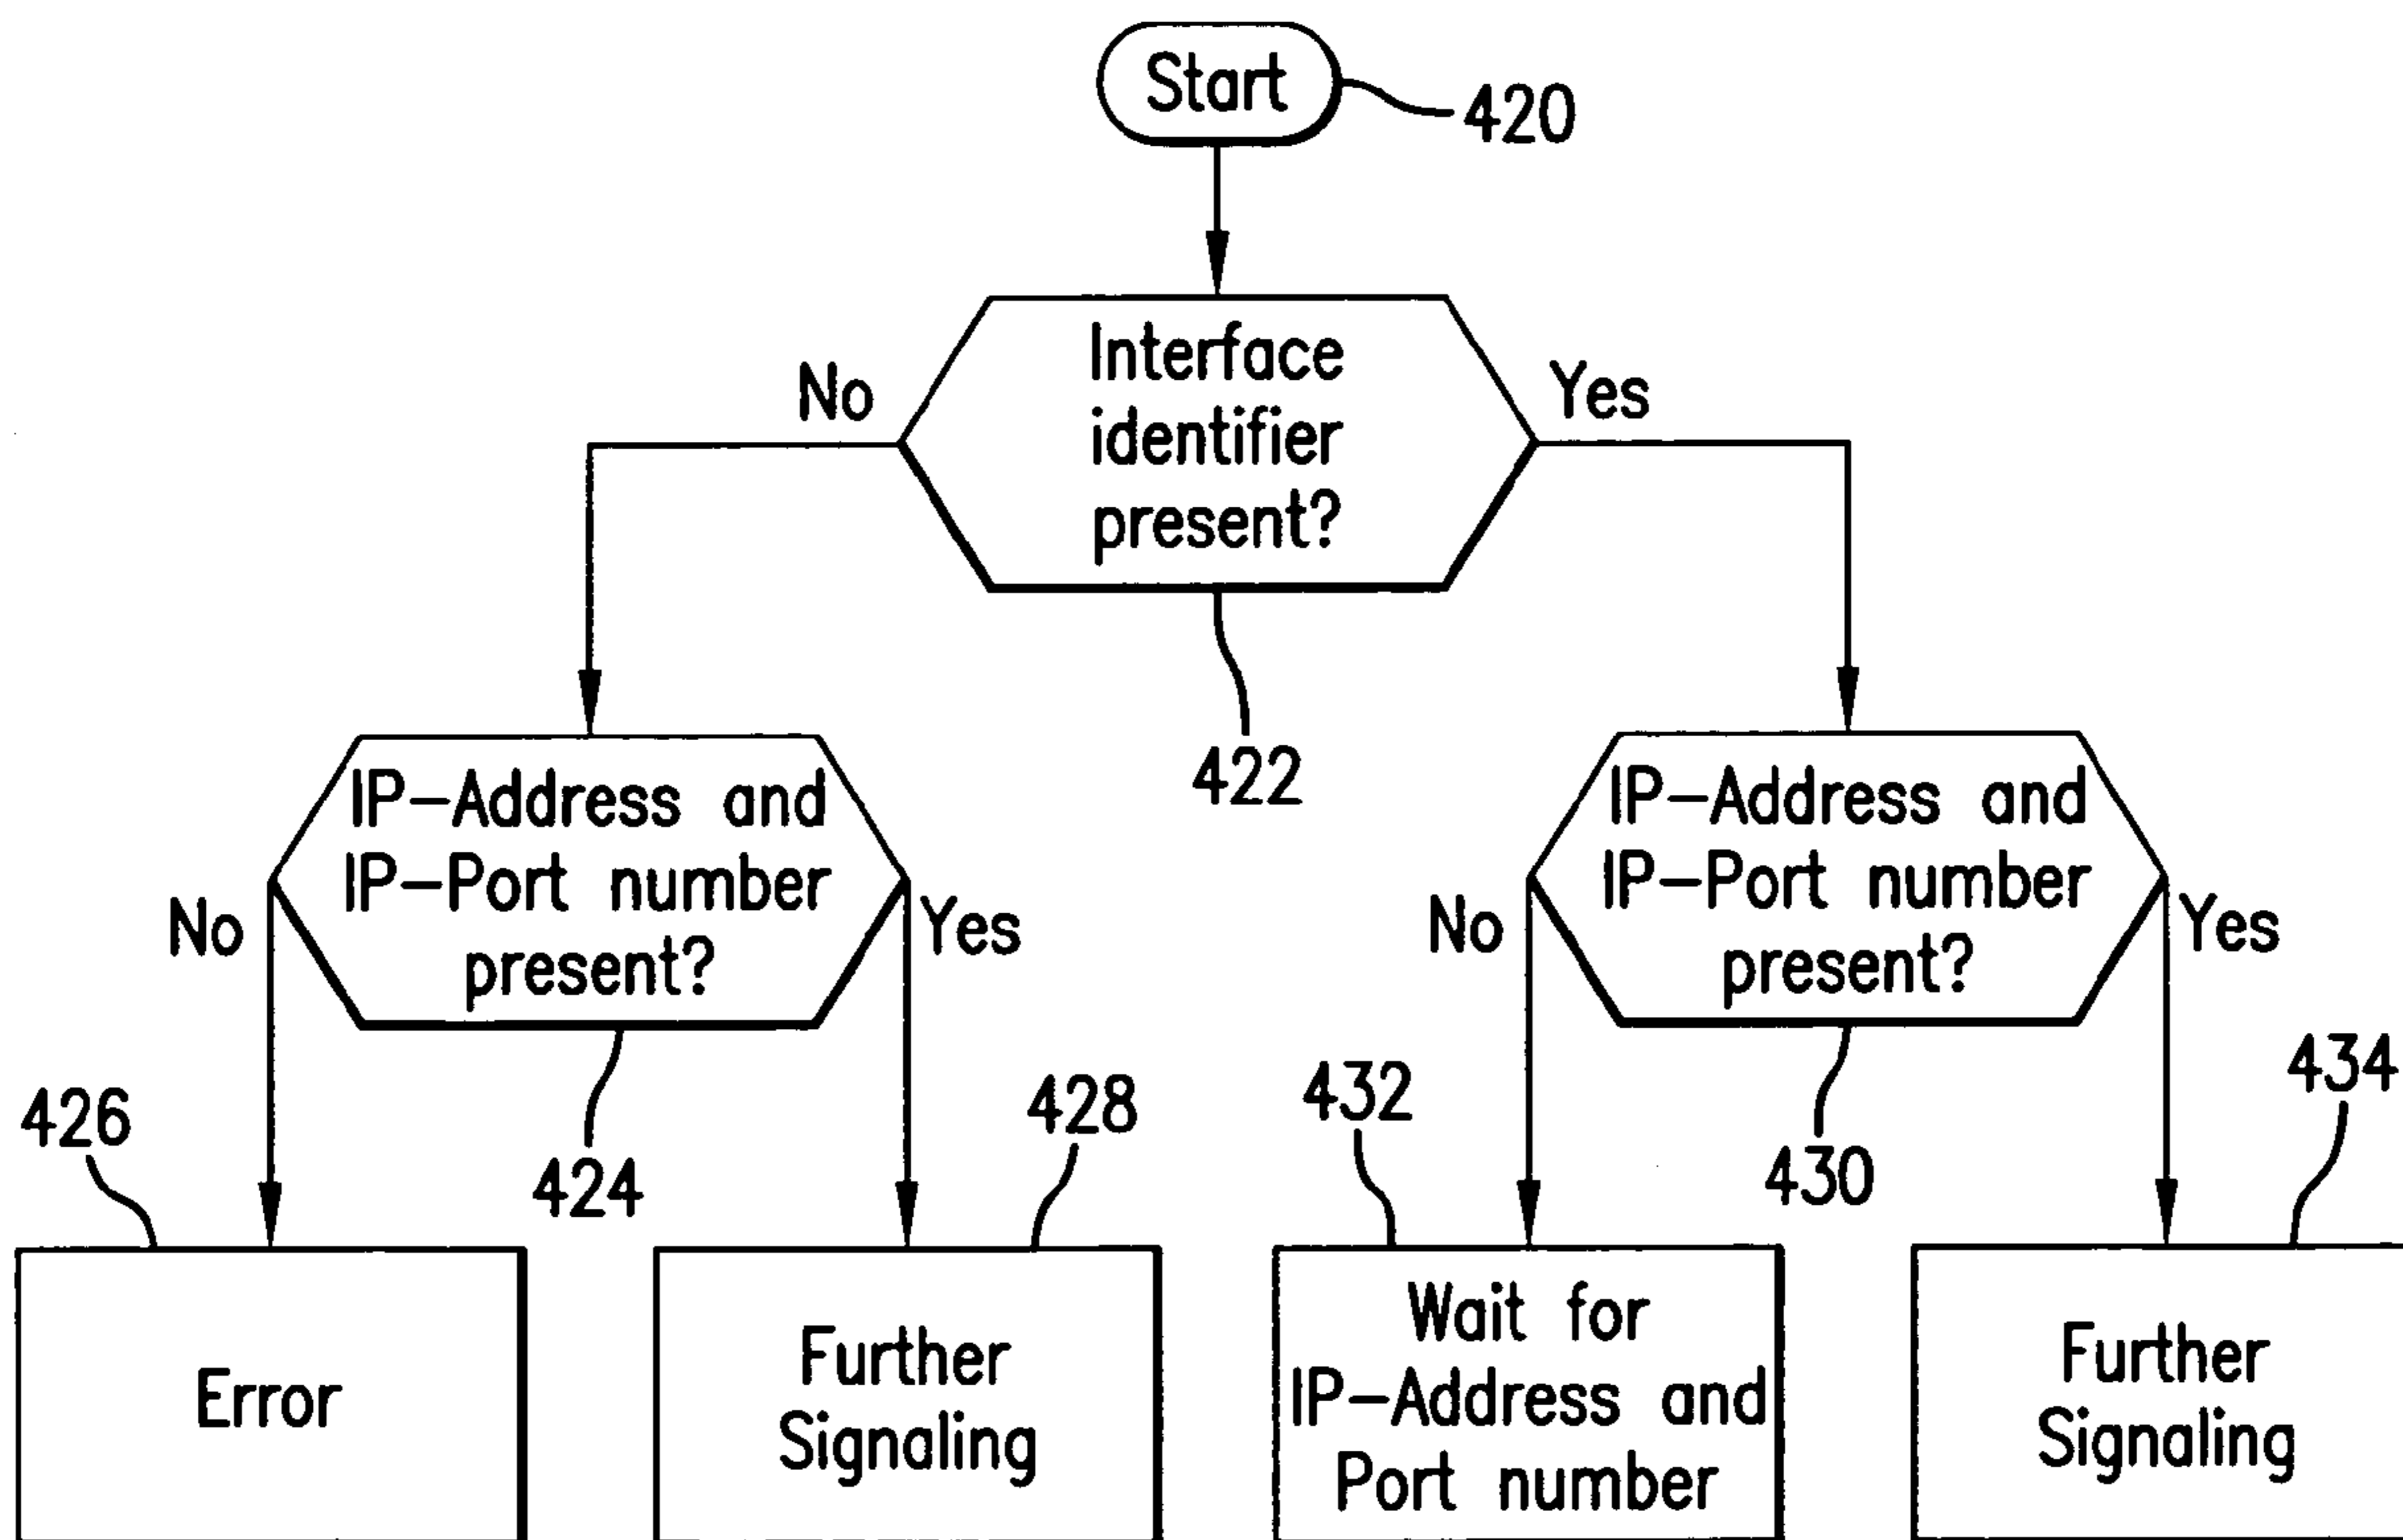 Start
420
Interface
identifier
present?
No
Yes
422
IP-Address and
IP-Port number
present?
No
Yes
424
IP-Address and
IP-Port number
present?
No
Yes
430
426
Error
428
Further
Signaling
432
Wait for
IP-Address and
Port number
434
Further
Signaling